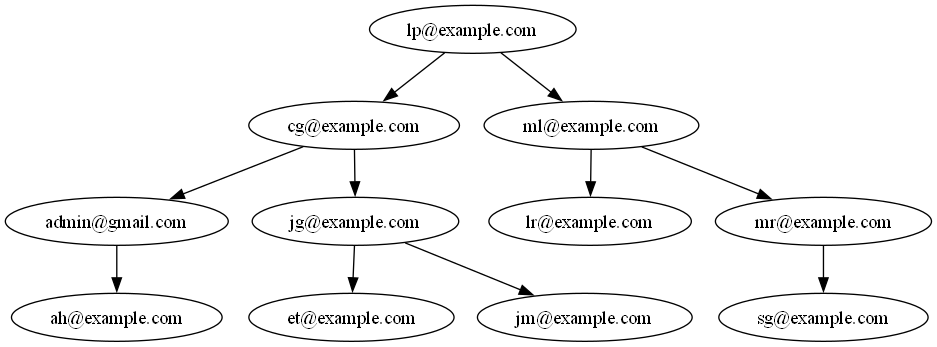 lp@example.com
cg@example.com
ml@example.com
admin@gmail.com
jg@example.com
lr@example.com
mr@example.com
ah@example.com
et@example.com
jm@example.com
sg@example.com